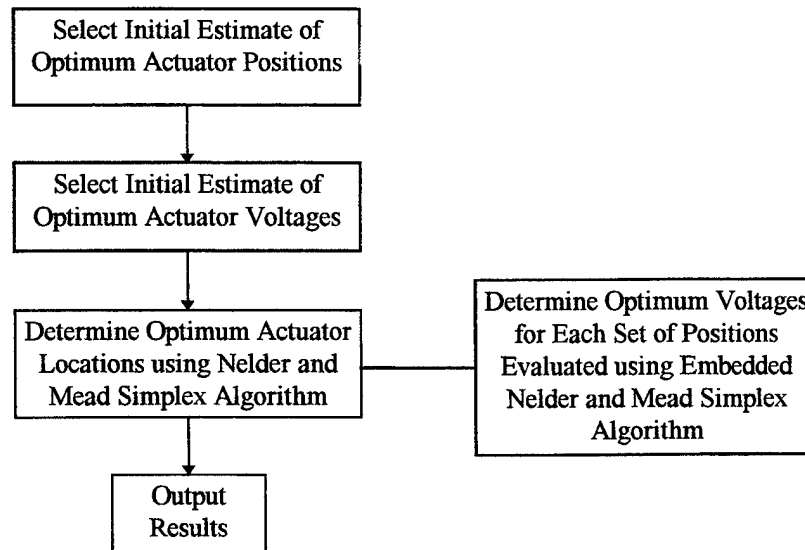 Select Initial Estimate of
Optimum Actuator Positions
Select Initial Estimate of
Optimum Actuator Voltages
Determine Optimum Actuator
Locations using Nelder and
Mead Simplex Algorithm
Determine Optimum Voltages
for Each Set of Positions
Evaluated using Embedded
Nelder and Mead Simplex
Algorithm
Output
Results